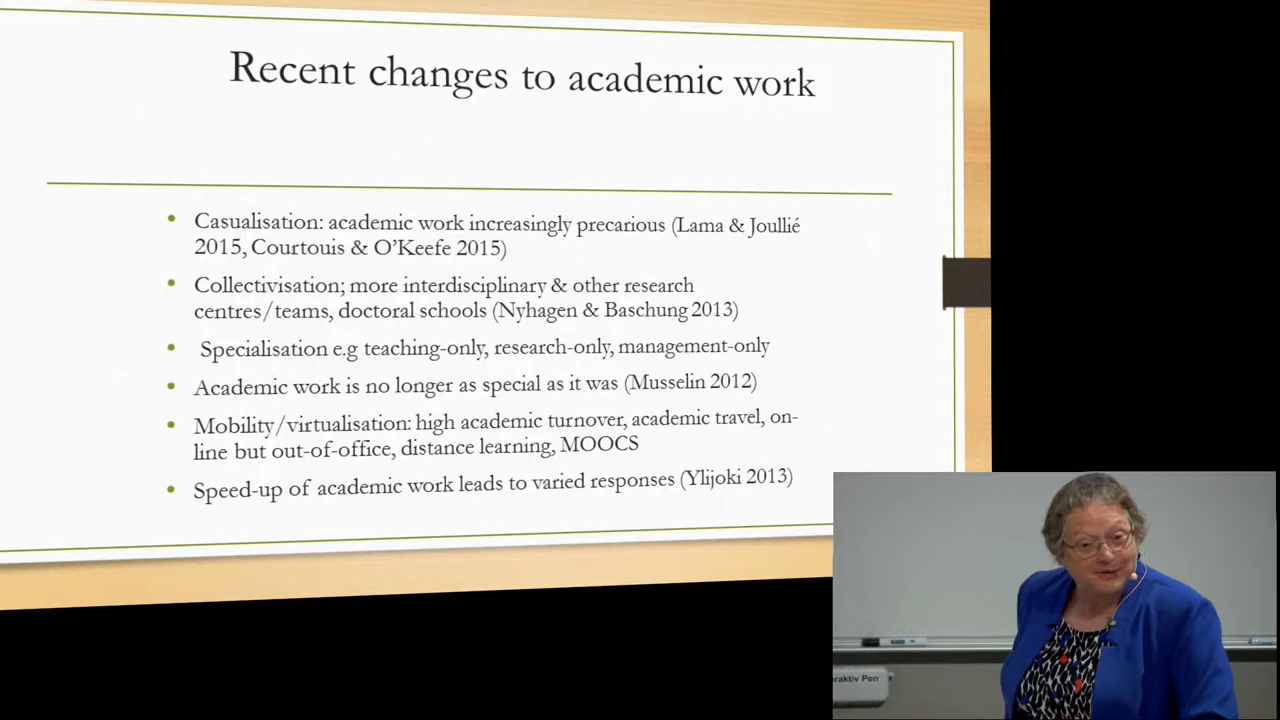 Recent changes to academic work
• Casualisation: academic work increasingly precarious (Lama & Joullié
2015, Courtouis & O'Keefe 2015)
• Collectivisation; more interdisciplinary & other research
centres/teams, doctoral schools (Nyhagen & Baschung 2013)
• Specialisation e.g teaching-only, research-only, management-only
• Academic work is no longer as special as it was (Musselin 2012)
• Mobility/virtualisation: high academic turnover, academic travel, on-
line but out-of-office, distance learning, MOOCS
• Speed-up of academic work leads to varied responses (Ylijoki 2013)
Pen